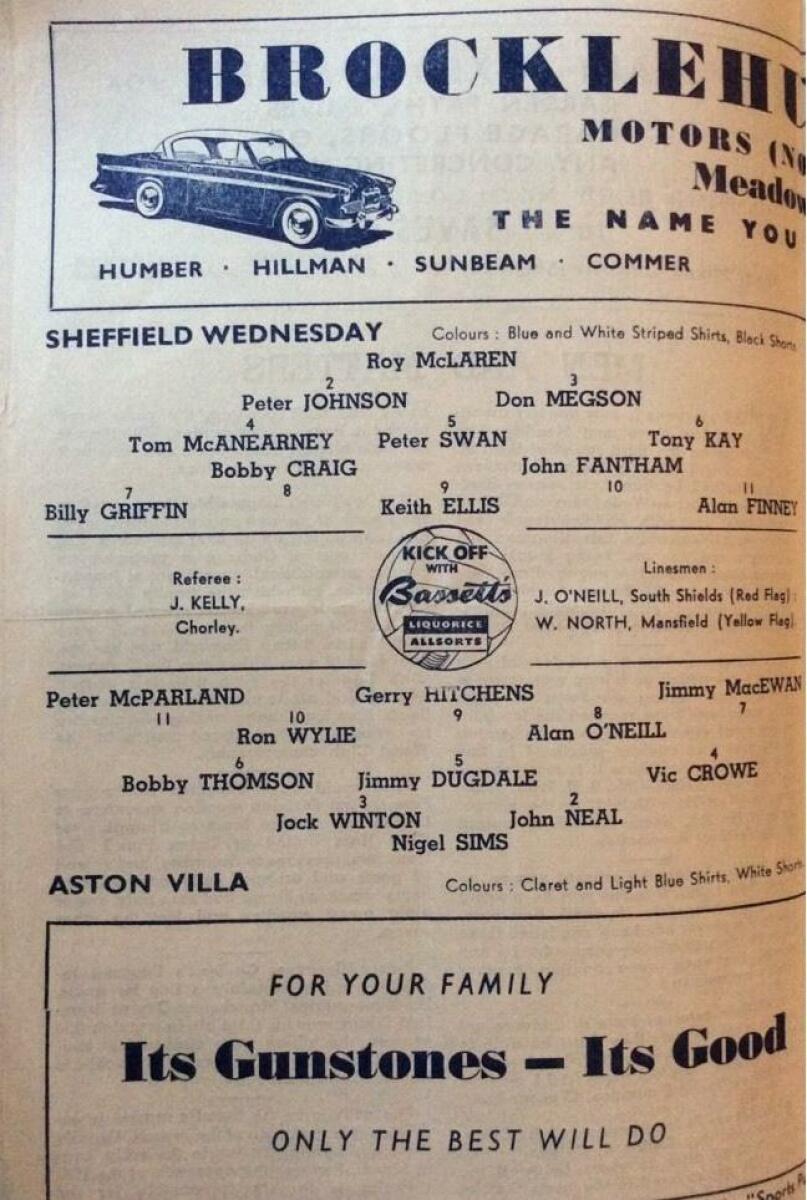 BROCKLEHU
MOTORS (No
Meadow
THE NAME YOU
HUMBER · HILLMAN · SUNBEAM · COMMER
SHEFFIELD WEDNESDAY Colours : Blue and White Striped Shirts, Black Shorts
Roy McLAREN
2 3
Peter JOHNSON Don MEGSON
4 5 6
Tom McANEARNEY Peter SWAN Tony KAY
Bobby CRAIG John FANTHAM
7 8 9 10 11
Billy GRIFFIN Keith ELLIS Alan FINNEY
KICK OFF
WITH
Bassett's
LIQUORICE
ALLSORTS
Referee :
J. KELLY,
Chorley.
Linesmen :
J. O'NEILL, South Shields (Red Flag) :
W. NORTH, Mansfield (Yellow Flag).
Peter McPARLAND Gerry HITCHENS Jimmy MacEWAN
11 10 9 8 7
Ron WYLIE Alan O'NEILL
6 5 4
Bobby THOMSON Jimmy DUGDALE Vic CROWE
3 2
Jock WINTON John NEAL
Nigel SIMS
ASTON VILLA Colours : Claret and Light Blue Shirts, White Shorts.
FOR YOUR FAMILY
Its Gunstones — Its Good
ONLY THE BEST WILL DO
"Sports